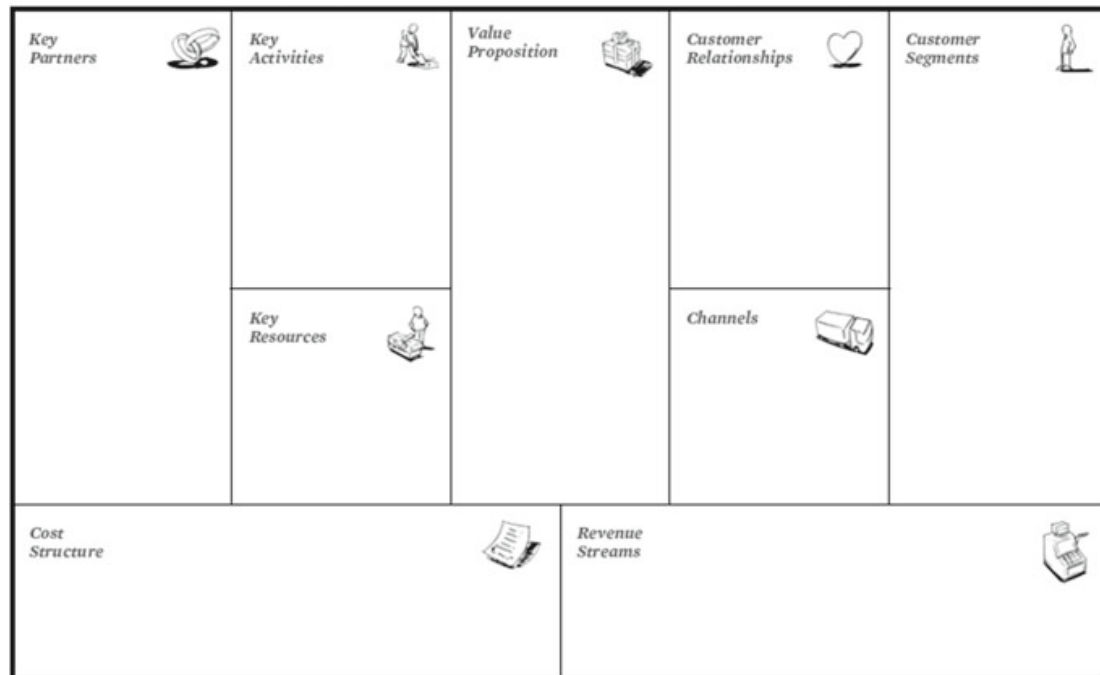 Key
Partners
Key
Activities
Value
Proposition
Customer
Relationships
Customer
Segments
Key
Resources
Channels
Cost
Structure
Revenue
Streams